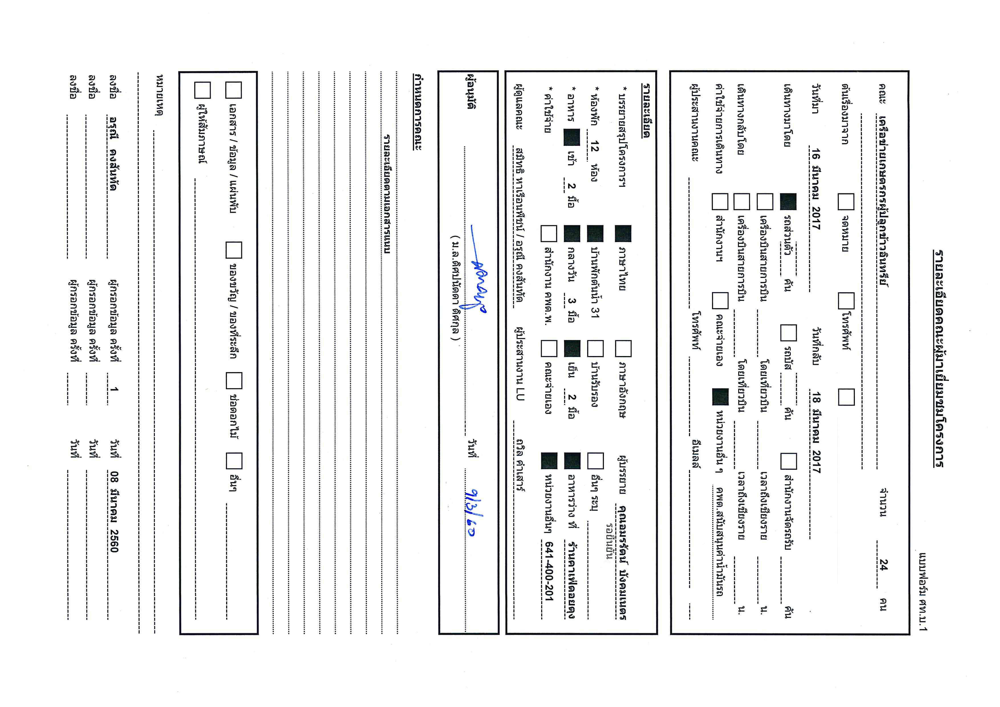 แบบฟอร์ม ศท.บ.1
รายละเอียดคณะผู้มาเยี่ยมชมโครงการ
คณะ เครือข่ายเกษตรกรผู้ปลูกข้าวอินทรีย์ จำนวน 24 คน
ต้นเรื่องมาจาก จดหมาย โทรศัพท์
วันที่มา 16 มีนาคม 2017 วันที่กลับ 18 มีนาคม 2017
เดินทางมาโดย รถส่วนตัว คัน รถบัส คัน สำนักงานจัดรถรับ คัน
เครื่องบินสายการบิน โดยเที่ยวบิน เวลาถึงเชียงราย น.
เดินทางกลับโดย เครื่องบินสายการบิน โดยเที่ยวบิน เวลาถึงเชียงราย น.
ค่าใช้จ่ายการเดินทาง สำนักงานฯ คณะจ่ายเอง หน่วยงานอื่น ๆ คพต.สนับสนุนค่าน้ำมันรถ
ผู้ประสานงานคณะ โทรศัพท์ อีเมลล์
รายละเอียด
* บรรยายสรุปโครงการฯ ภาษาไทย ภาษาอังกฤษ ผู้บรรยาย คุณอมรรัตน์ บังคมเนตร
รอยืนยัน
* ห้องพัก 12 ห้อง บ้านพักต้นน้ำ 31 บ้านรับรอง อื่นๆ ระบุ
* อาหาร เช้า 2 มื้อ กลางวัน 3 มื้อ เย็น 2 มื้อ อาหารว่าง ที่ ร้านคาเฟ่ดอยตุง
* ค่าใช้จ่าย สำนักงาน คพต.พ. คณะจ่ายเอง หน่วยงานอื่นๆ 641-400-201
ผู้ดูแลคณะ สมิทธิ หาเรือนพืชน์ / อรุณี คงสันทัด ผู้ประสานงาน LU ถวิล คำเสาร์
ผู้อนุมัติ วันที่ 9/3/60
( ม.ล.ดิศปนัดดา ดิศกุล )
กำหนดการคณะ
รายละเอียดตามเอกสารแนบ
เอกสาร / ข้อมูล / แผ่นพับ ของขวัญ / ของที่ระลึก ช่อดอกไม้ อื่นๆ
ผู้ให้สัมภาษณ์
หมายเหตุ
ลงชื่อ อรุณี คงสันทัด ผู้กรอกข้อมูล ครั้งที่ 1 วันที่ 08 มีนาคม 2560
ลงชื่อ ผู้กรอกข้อมูล ครั้งที่ วันที่
ลงชื่อ ผู้กรอกข้อมูล ครั้งที่ วันที่